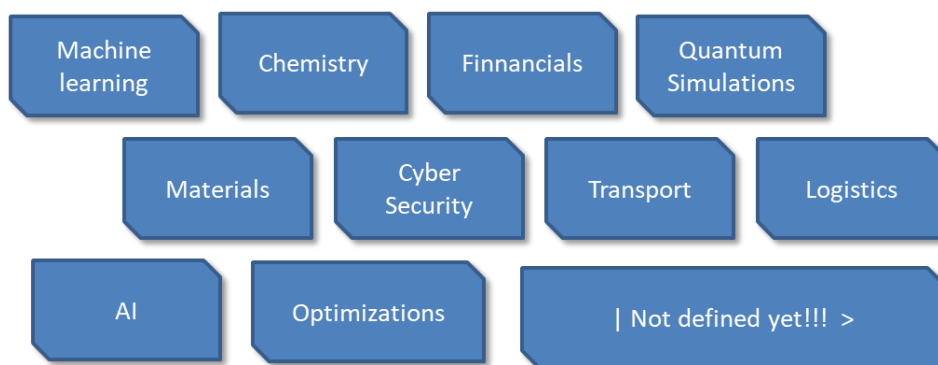 Machine
learning
Chemistry
Finnancials
Quantum
Simulations
Materials
Cyber
Security
Transport
Logistics
AI
Optimizations
| Not defined yet!!! >